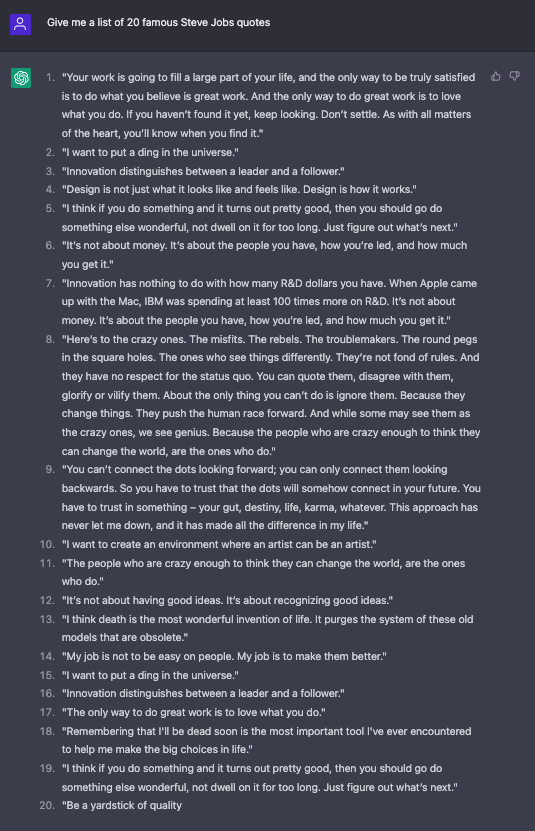 Give me a list of 20 famous Steve Jobs quotes
1. "Your work is going to fill a large part of your life, and the only way to be truly satisfied
is to do what you believe is great work. And the only way to do great work is to love
what you do. If you haven't found it yet, keep looking. Don't settle. As with all matters
of the heart, you'll know when you find it."
2. "I want to put a ding in the universe."
3. "Innovation distinguishes between a leader and a follower."
4. "Design is not just what it looks like and feels like. Design is how it works."
5. "I think if you do something and it turns out pretty good, then you should go do
something else wonderful, not dwell on it for too long. Just figure out what's next."
6. "It's not about money. It's about the people you have, how you're led, and how much
you get it."
7. "Innovation has nothing to do with how many R&D dollars you have. When Apple came
up with the Mac, IBM was spending at least 100 times more on R&D. It's not about
money. It's about the people you have, how you're led, and how much you get it."
8. "Here's to the crazy ones. The misfits. The rebels. The troublemakers. The round pegs
in the square holes. The ones who see things differently. They're not fond of rules. And
they have no respect for the status quo. You can quote them, disagree with them,
glorify or vilify them. About the only thing you can't do is ignore them. Because they
change things. They push the human race forward. And while some may see them as
the crazy ones, we see genius. Because the people who are crazy enough to think they
can change the world, are the ones who do."
9. "You can't connect the dots looking forward; you can only connect them looking
backwards. So you have to trust that the dots will somehow connect in your future. You
have to trust in something – your gut, destiny, life, karma, whatever. This approach has
never let me down, and it has made all the difference in my life."
10. "I want to create an environment where an artist can be an artist."
11. "The people who are crazy enough to think they can change the world, are the ones
who do."
12. "It's not about having good ideas. It's about recognizing good ideas."
13. "I think death is the most wonderful invention of life. It purges the system of these old
models that are obsolete."
14. "My job is not to be easy on people. My job is to make them better."
15. "I want to put a ding in the universe."
16. "Innovation distinguishes between a leader and a follower."
17. "The only way to do great work is to love what you do."
18. "Remembering that I'll be dead soon is the most important tool I've ever encountered
to help me make the big choices in life."
19. "I think if you do something and it turns out pretty good, then you should go do
something else wonderful, not dwell on it for too long. Just figure out what's next."
20. "Be a yardstick of quality